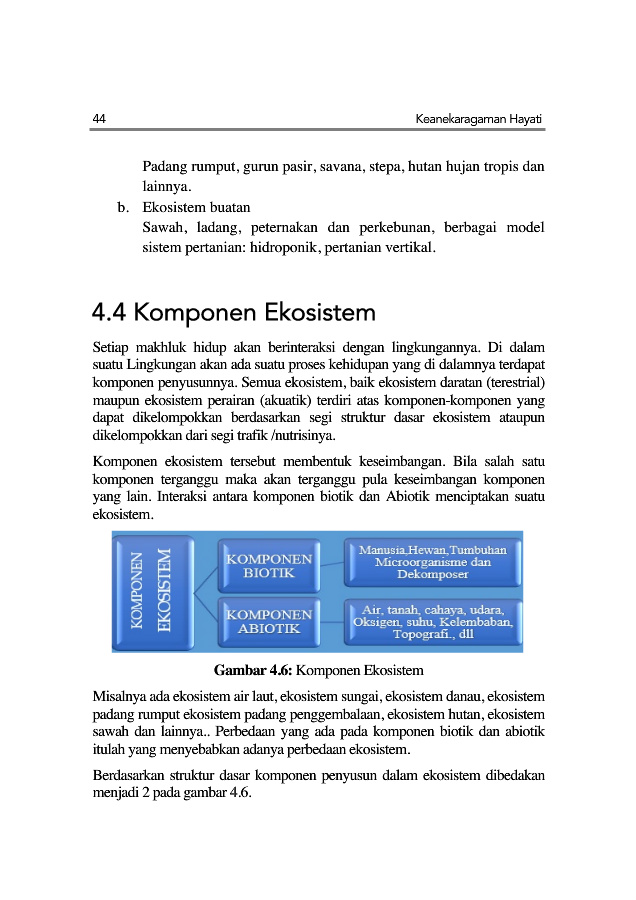 44 Keanekaragaman Hayati
Padang rumput, gurun pasir, savana, stepa, hutan hujan tropis dan
lainnya.
b. Ekosistem buatan
Sawah, ladang, peternakan dan perkebunan, berbagai model
sistem pertanian: hidroponik, pertanian vertikal.
4.4 Komponen Ekosistem
Setiap makhluk hidup akan berinteraksi dengan lingkungannya. Di dalam
suatu Lingkungan akan ada suatu proses kehidupan yang di dalamnya terdapat
komponen penyusunnya. Semua ekosistem, baik ekosistem daratan (terestrial)
maupun ekosistem perairan (akuatik) terdiri atas komponen-komponen yang
dapat dikelompokkan berdasarkan segi struktur dasar ekosistem ataupun
dikelompokkan dari segi trafik /nutrisinya.
Komponen ekosistem tersebut membentuk keseimbangan. Bila salah satu
komponen terganggu maka akan terganggu pula keseimbangan komponen
yang lain. Interaksi antara komponen biotik dan Abiotik menciptakan suatu
ekosistem.
KOMPONEN
EKOSISTEM
KOMPONEN
BIOTIK
Manusia,Hewan,Tumbuhan
Microorganisme dan
Dekomposer
KOMPONEN
ABIOTIK
Air, tanah, cahaya, udara,
Oksigen, suhu, Kelembaban,
Topografi., dll
Gambar 4.6: Komponen Ekosistem
Misalnya ada ekosistem air laut, ekosistem sungai, ekosistem danau, ekosistem
padang rumput ekosistem padang penggembalaan, ekosistem hutan, ekosistem
sawah dan lainnya.. Perbedaan yang ada pada komponen biotik dan abiotik
itulah yang menyebabkan adanya perbedaan ekosistem.
Berdasarkan struktur dasar komponen penyusun dalam ekosistem dibedakan
menjadi 2 pada gambar 4.6.